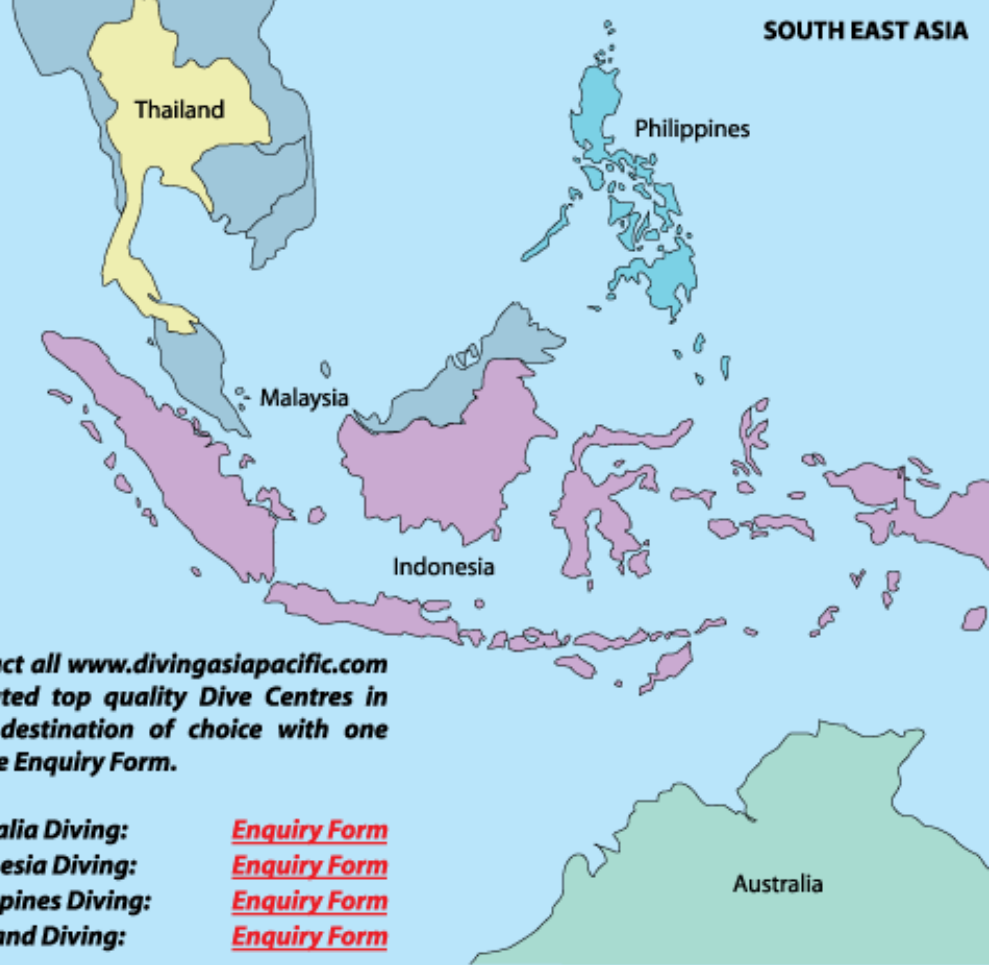 SOUTH EAST ASIA
Thailand
Philippines
Malaysia
Indonesia
act all www.divingasiapacific.com
ted top quality Dive Centres in
destination of choice with one
e Enquiry Form.
alia Diving: Enquiry Form
esia Diving: Enquiry Form
pines Diving: Enquiry Form
and Diving: Enquiry Form
Australia